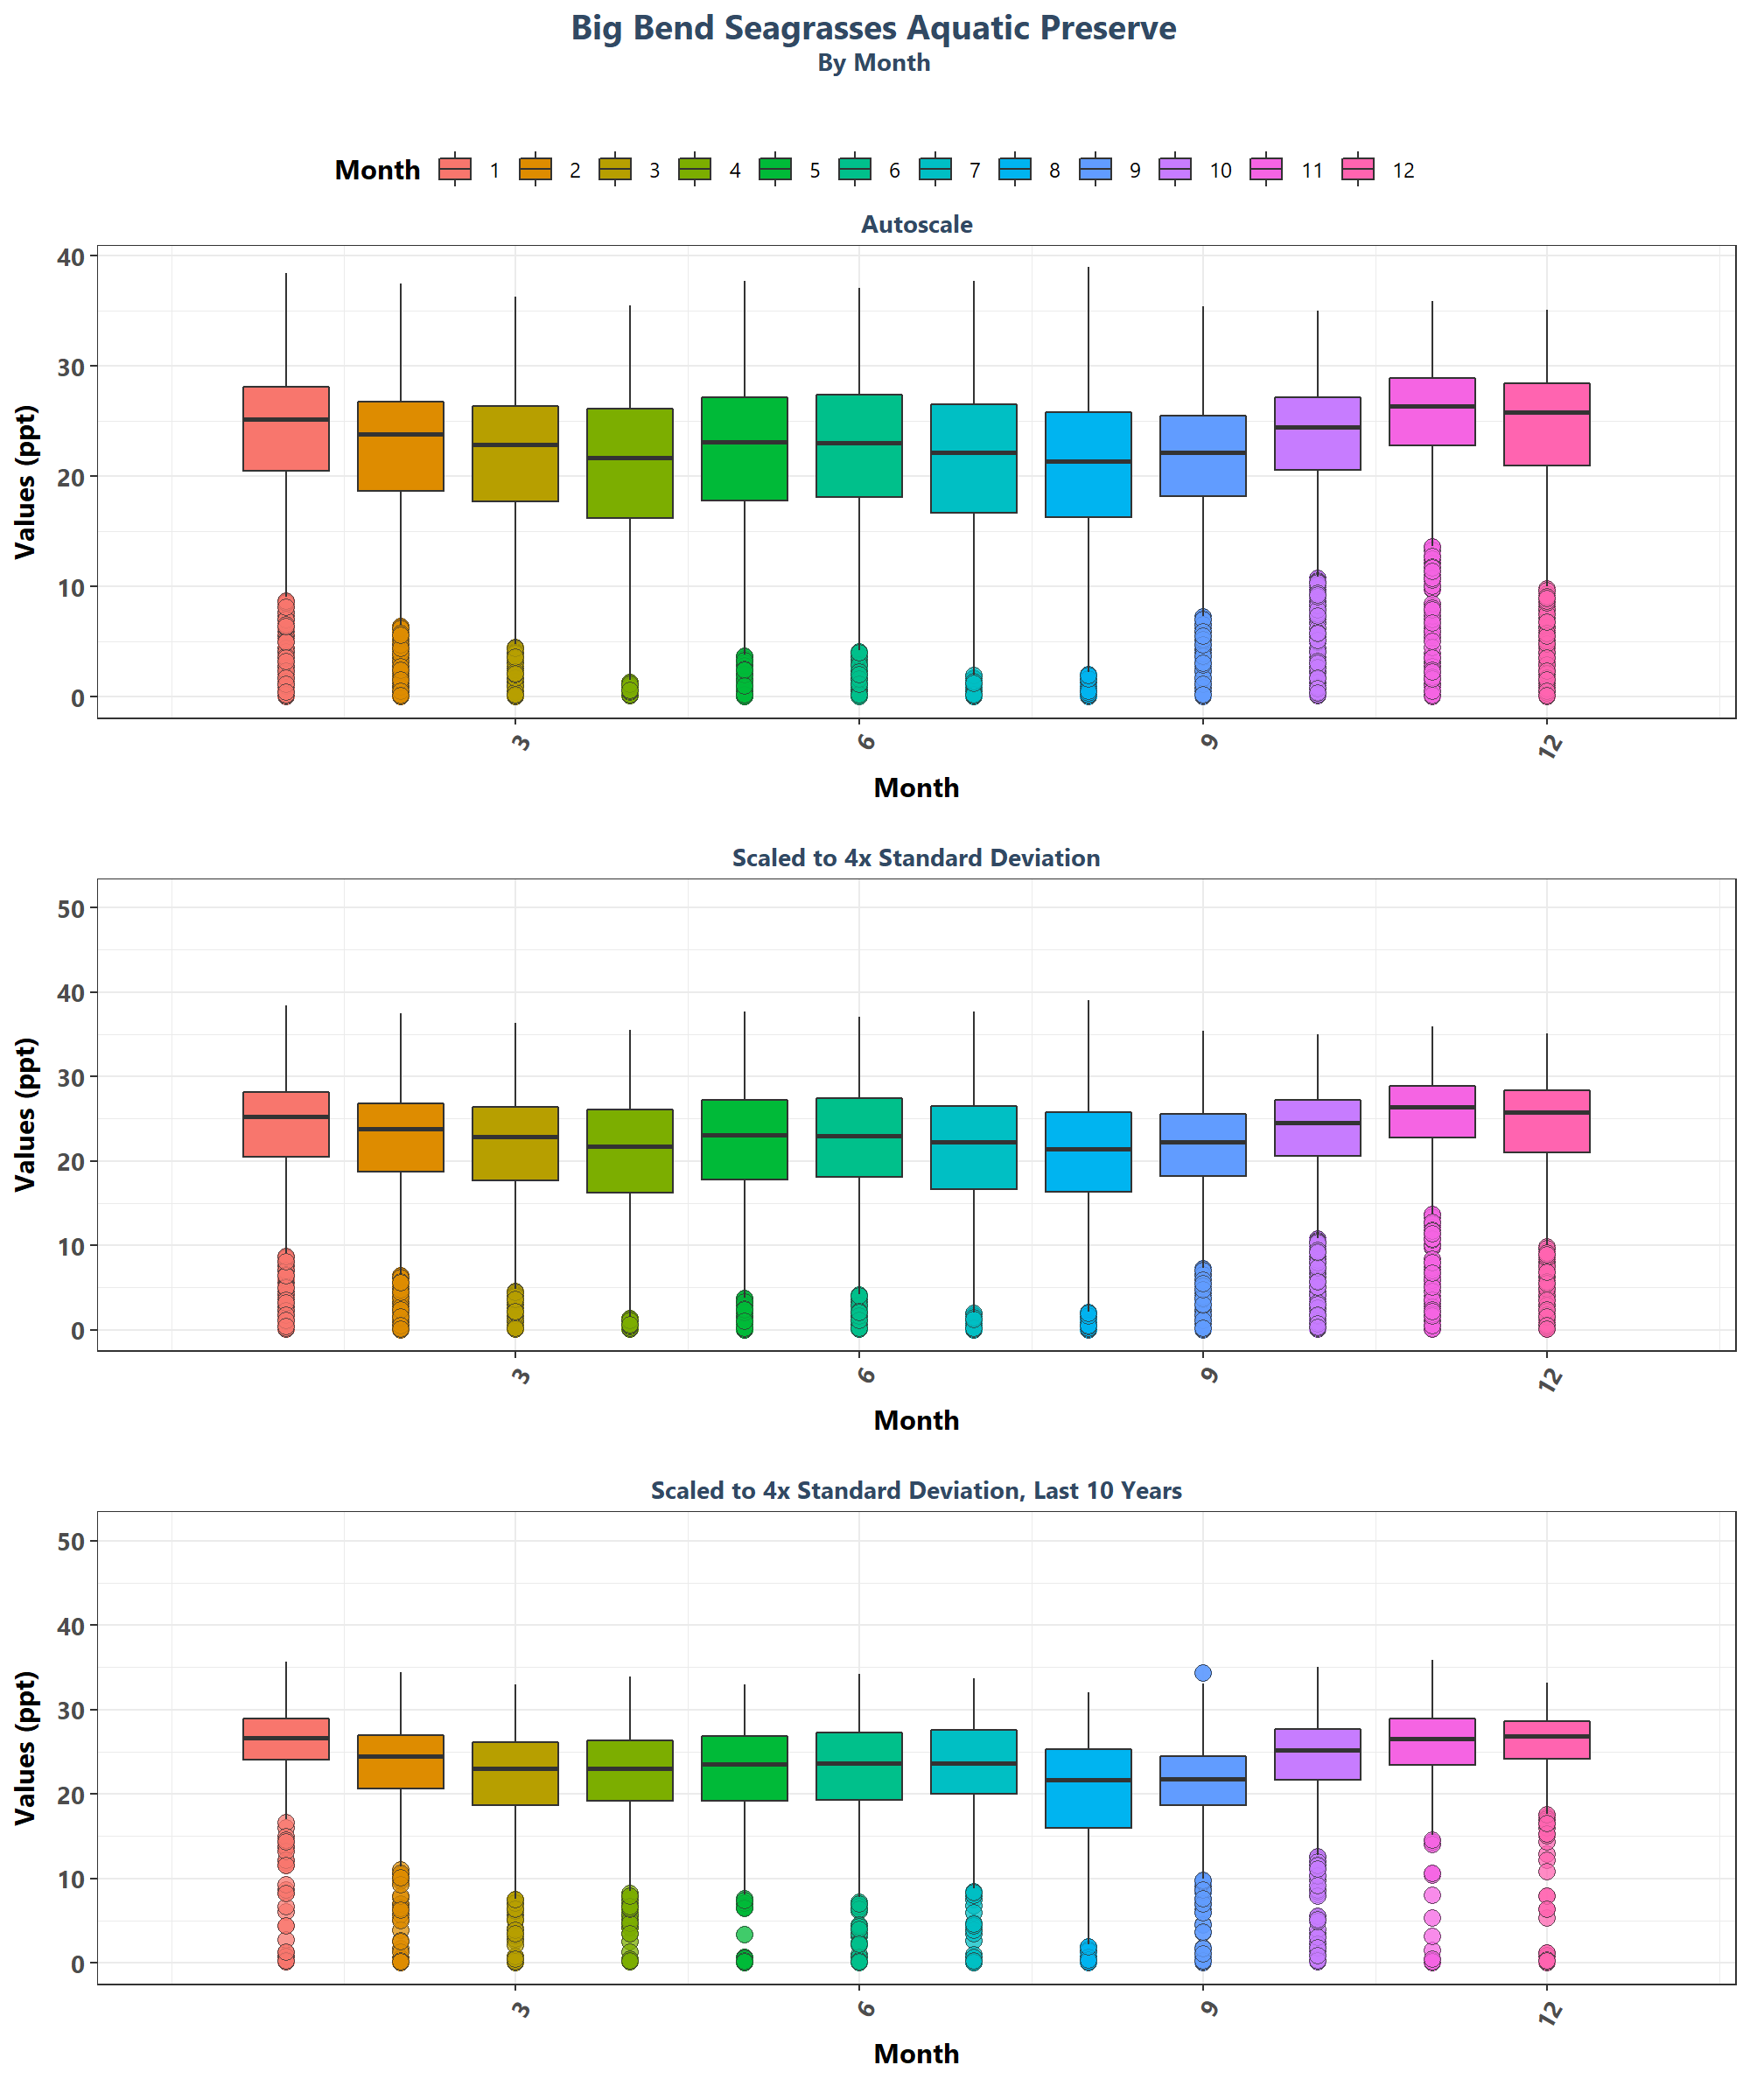 Big Bend Seagrasses Aquatic Preserve
By Month
Month 1 2 3 4 5 6 7 8 9 10 11 12
Autoscale
Values (ppt)
40
30
20
10
0
3 6 9 12
Month
Scaled to 4x Standard Deviation
Values (ppt)
50
40
30
20
10
0
3 6 9 12
Month
Scaled to 4x Standard Deviation, Last 10 Years
Values (ppt)
50
40
30
20
10
0
3 6 9 12
Month